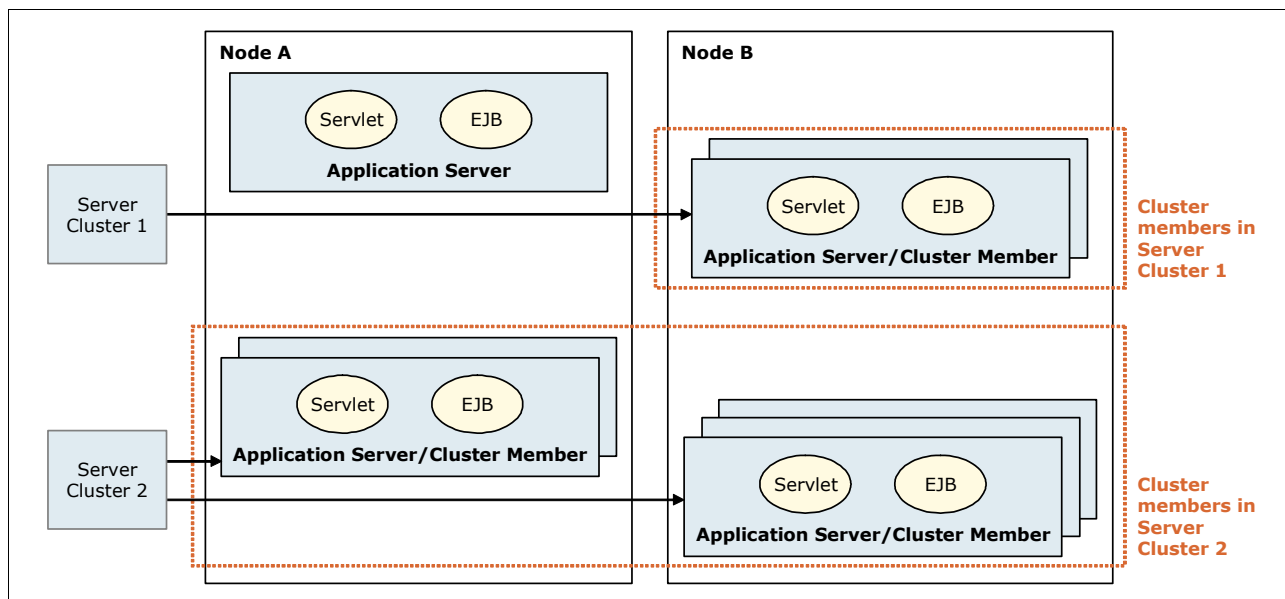 Node A
Node B
Servlet
EJB
Application Server
Server
Cluster 1
Servlet
EJB
Application Server/Cluster Member
Cluster
members in
Server
Cluster 1
Servlet
EJB
Application Server/Cluster Member
Server
Cluster 2
Servlet
EJB
Application Server/Cluster Member
Cluster
members in
Server
Cluster 2